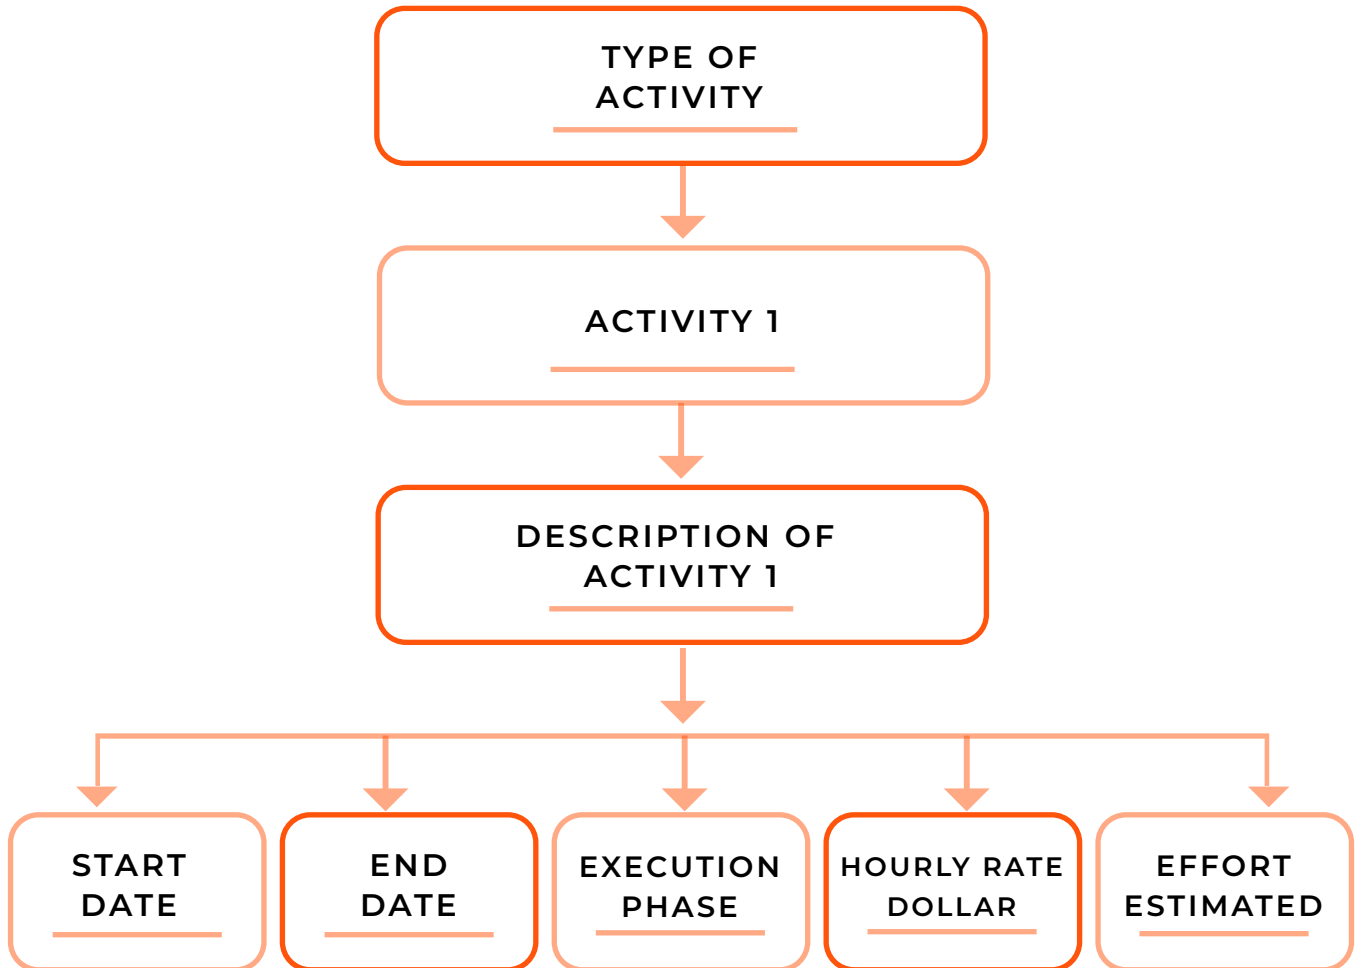 TYPE OF
ACTIVITY
ACTIVITY 1
DESCRIPTION OF
ACTIVITY 1
START
DATE
END
DATE
EXECUTION
PHASE
HOURLY RATE
DOLLAR
EFFORT
ESTIMATED